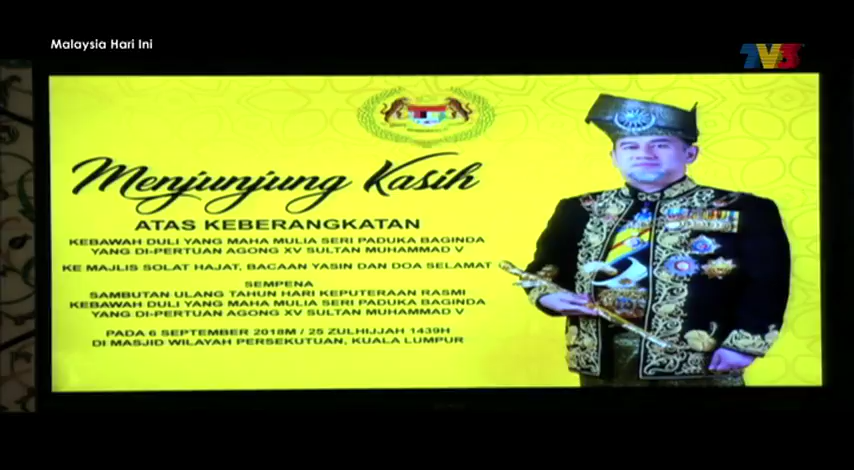 Malaysia Hari Ini
TV3
Menjunjung Kasih
ATAS KEBERANGKATAN
KEBAWAH DULI YANG MAHA MULIA SERI PADUKA BAGINDA
YANG DI-PERTUAN AGONG XV SULTAN MUHAMMAD V
KE MAJLIS SOLAT HAJAT, BACAAN YASIN DAN DOA SELAMAT
SEMPENA
SAMBUTAN ULANG TAHUN HARI KEPUTERAAN RASMI
KEBAWAH DULI YANG MAHA MULIA SERI PADUKA BAGINDA
YANG DI-PERTUAN AGONG XV SULTAN MUHAMMAD V
PADA 6 SEPTEMBER 2018M / 25 ZULHIJJAH 1439H
DI MASJID WILAYAH PERSEKUTUAN, KUALA LUMPUR